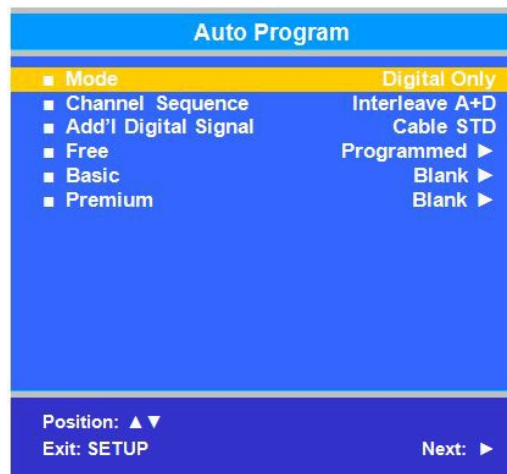 Auto Program
■ Mode Digital Only
■ Channel Sequence Interleave A+D
■ Add'l Digital Signal Cable STD
■ Free Programmed ►
■ Basic Blank ►
■ Premium Blank ►
Position: ▲▼
Exit: SETUP Next: ►